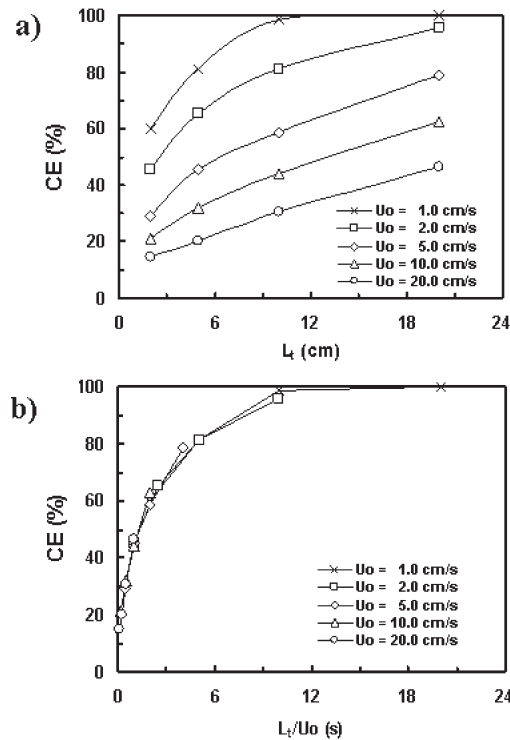 a)
100
80
60
40
20
0
CE (%)
Uo = 1.0 cm/s
Uo = 2.0 cm/s
Uo = 5.0 cm/s
Uo = 10.0 cm/s
Uo = 20.0 cm/s
0 6 12 18 24
Lt (cm)
b)
100
80
60
40
20
0
CE (%)
Uo = 1.0 cm/s
Uo = 2.0 cm/s
Uo = 5.0 cm/s
Uo = 10.0 cm/s
Uo = 20.0 cm/s
0 6 12 18 24
Lt/Uo (s)